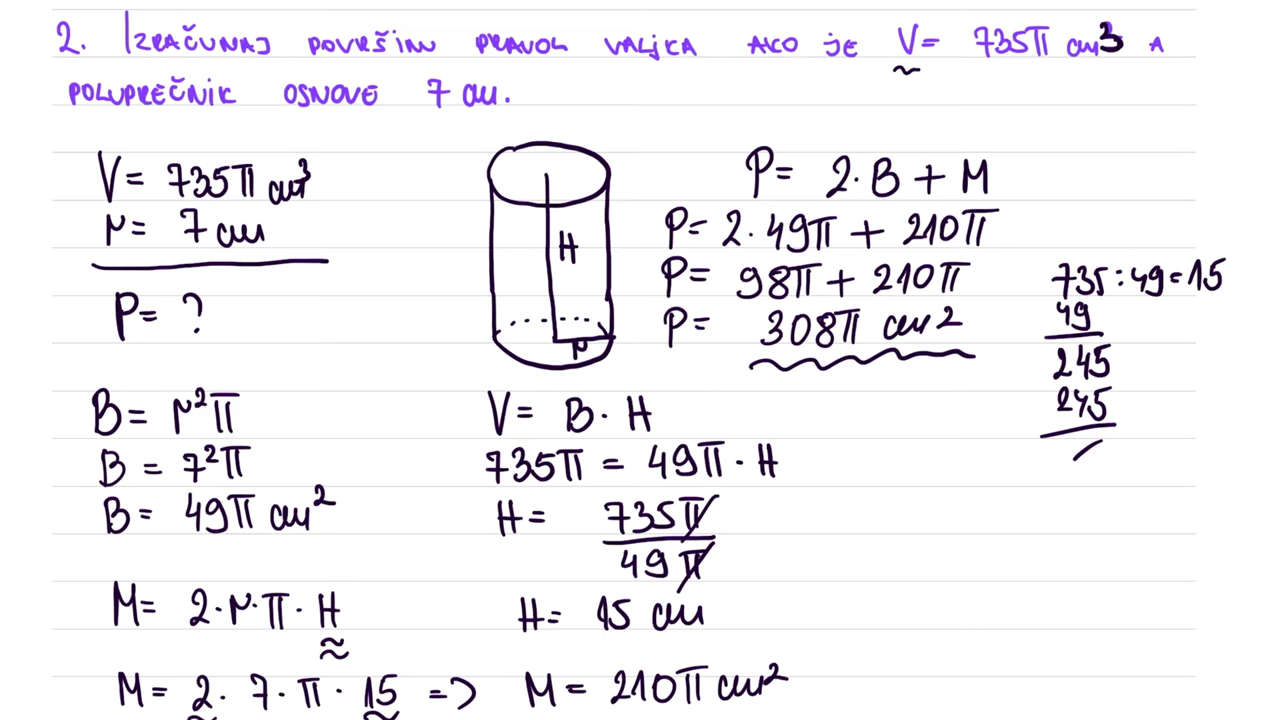 2. IZRAČUNAJ POVRŠINU PRAVOG VALJKA AKO JE V= 735π cm3 A
POLUPREČNIK OSNOVE 7 cm.
V= 735π cm³
r= 7 cm
P= ?
B= r²π
B = 7²π
B= 49π cm²
M= 2·r·π·H
M= 2·7·π·15 => M= 210π cm²
H
r
V= B·H
735π = 49π·H
H= 735π
49π
H= 15 cm
P= 2·B+M
P= 2·49π + 210π
P= 98π + 210π
P= 308π cm2
735:49=15
49
245
245